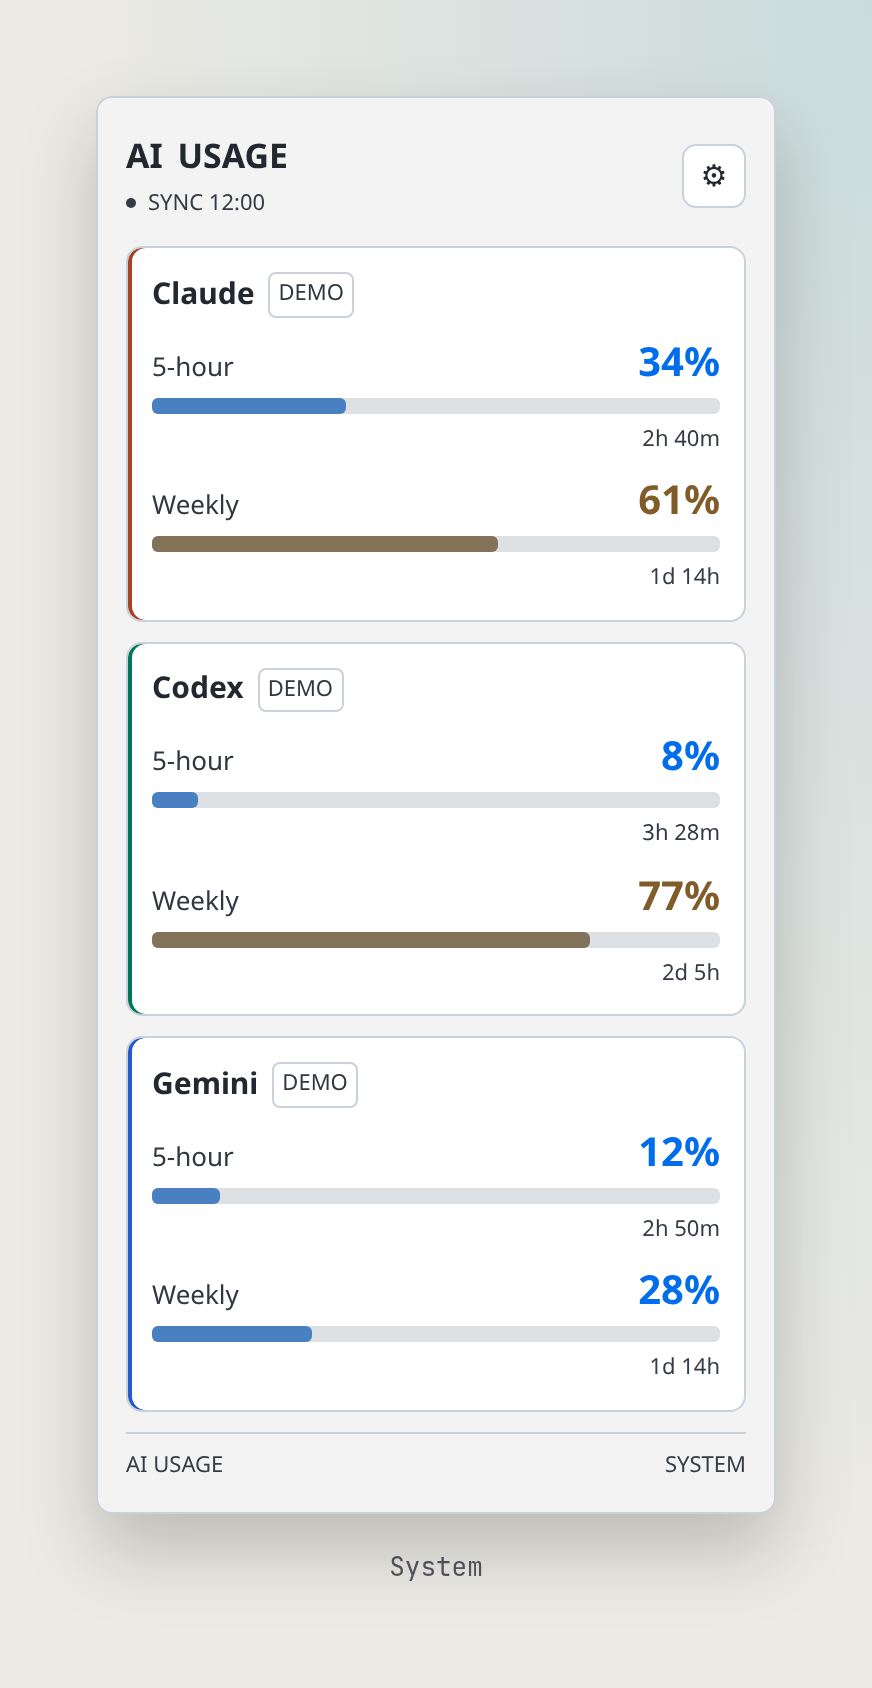 AI USAGE
SYNC 12:00
⚙
Claude DEMO
5-hour 34%
2h 40m
Weekly 61%
1d 14h
Codex DEMO
5-hour 8%
3h 28m
Weekly 77%
2d 5h
Gemini DEMO
5-hour 12%
2h 50m
Weekly 28%
1d 14h
AI USAGE SYSTEM
System